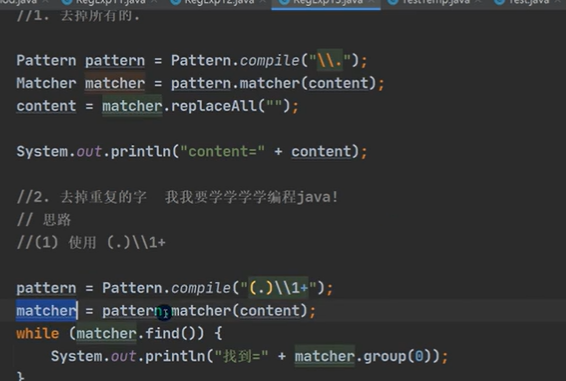 RegExp11.java RegExp12.java RegExp13.java TestTemp.java Test.java
//1. 去掉所有的.
Pattern pattern = Pattern.compile("\\.");
Matcher matcher = pattern.matcher(content);
content = matcher.replaceAll("");
System.out.println("content=" + content);
//2. 去掉重复的字  我我要学学学学编程java!
// 思路
//(1) 使用 (.)\\1+
pattern = Pattern.compile("(.)\\1+");
matcher = pattern.matcher(content);
while (matcher.find()) {
    System.out.println("找到=" + matcher.group(0));
}